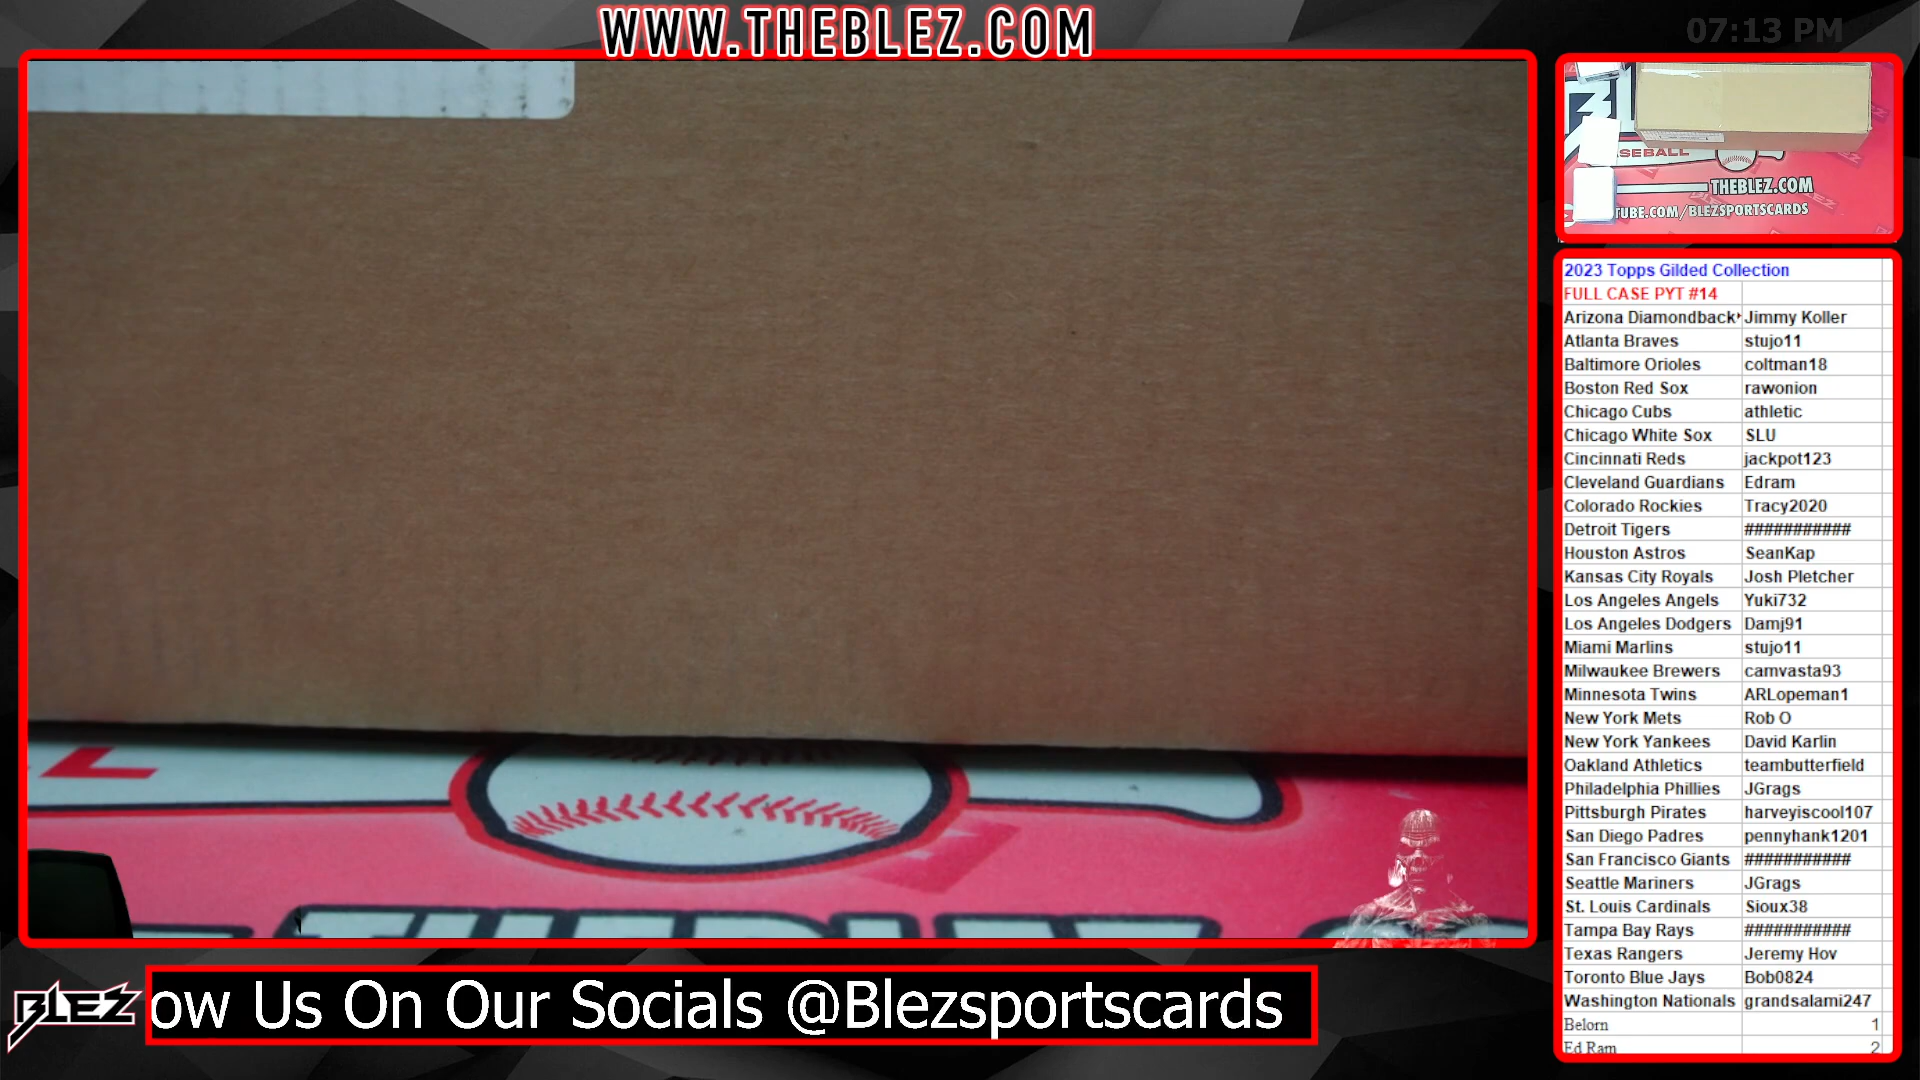 WWW.THEBLEZ.COM
07:13 PM
THEBLEZ.COM
TUBE.COM/BLEZSPORTSCARDS
2023 Topps Gilded Collection
FULL CASE PYT #14
Arizona Diamondback Jimmy Koller
Atlanta Braves stujo11
Baltimore Orioles coltman18
Boston Red Sox rawonion
Chicago Cubs athletic
Chicago White Sox SLU
Cincinnati Reds jackpot123
Cleveland Guardians Edram
Colorado Rockies Tracy2020
Detroit Tigers ###########
Houston Astros SeanKap
Kansas City Royals Josh Pletcher
Los Angeles Angels Yuki732
Los Angeles Dodgers Damj91
Miami Marlins stujo11
Milwaukee Brewers camvasta93
Minnesota Twins ARLopeman1
New York Mets Rob O
New York Yankees David Karlin
Oakland Athletics teambutterfield
Philadelphia Phillies JGrags
Pittsburgh Pirates harveyiscool107
San Diego Padres pennyhank1201
San Francisco Giants ###########
Seattle Mariners JGrags
St. Louis Cardinals Sioux38
Tampa Bay Rays ###########
Texas Rangers Jeremy Hov
Toronto Blue Jays Bob0824
Washington Nationals grandsalami247
Belorn 1
Ed Ram 2
BLEZ
ow Us On Our Socials @Blezsportscards